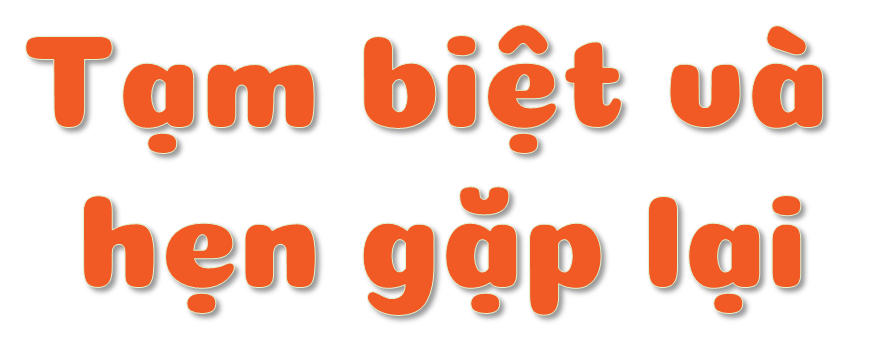 Tạm biệt và
hẹn gặp lại